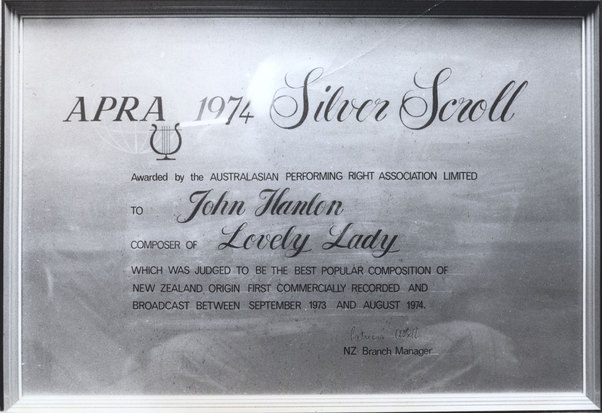 APRA 1974 Silver Scroll
Awarded by the AUSTRALASIAN PERFORMING RIGHT ASSOCIATION LIMITED
TO John Hanlon
COMPOSER OF Lovely Lady
WHICH WAS JUDGED TO BE THE BEST POPULAR COMPOSITION OF
NEW ZEALAND ORIGIN FIRST COMMERCIALLY RECORDED AND
BROADCAST BETWEEN SEPTEMBER 1973 AND AUGUST 1974.
NZ Branch Manager